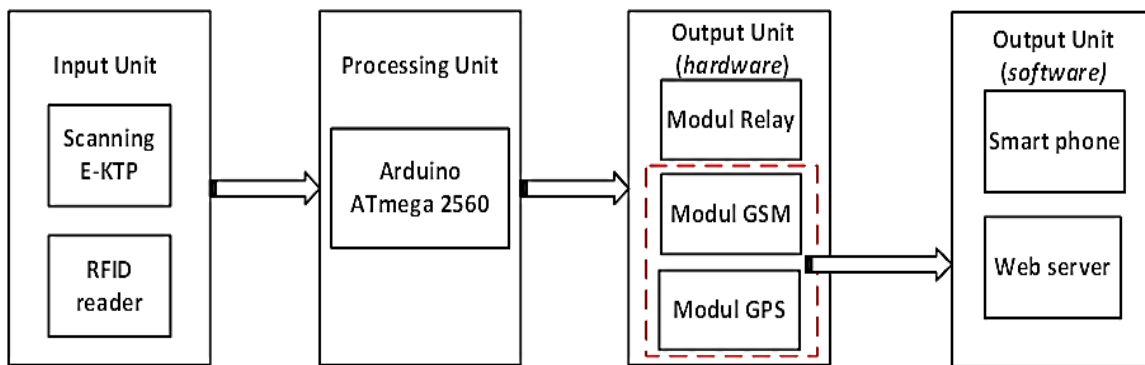 Input Unit
Scanning
E-KTP
RFID
reader
Processing Unit
Arduino
ATmega 2560
Output Unit
(hardware)
Modul Relay
Modul GSM
Modul GPS
Output Unit
(software)
Smart phone
Web server